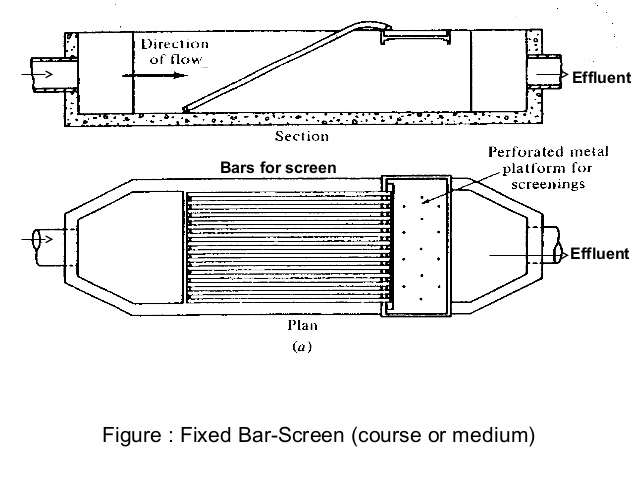 Direction
of flow
Effluent
Section
Bars for screen
Perforated metal
platform for
screenings
Effluent
Plan
(a)
Figure : Fixed Bar-Screen (course or medium)